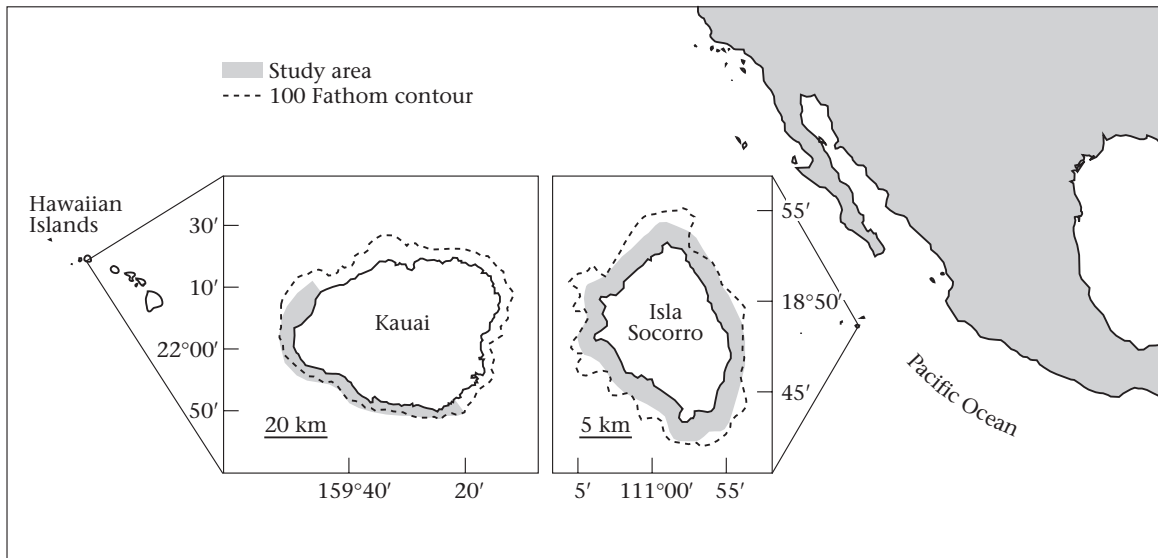 Study area
100 Fathom contour
Hawaiian
Islands
30′
10′
22°00′
50′
Kauai
20 km
159°40′
20′
Isla
Socorro
5 km
5′
111°00′
55′
55′
18°50′
45′
Pacific Ocean